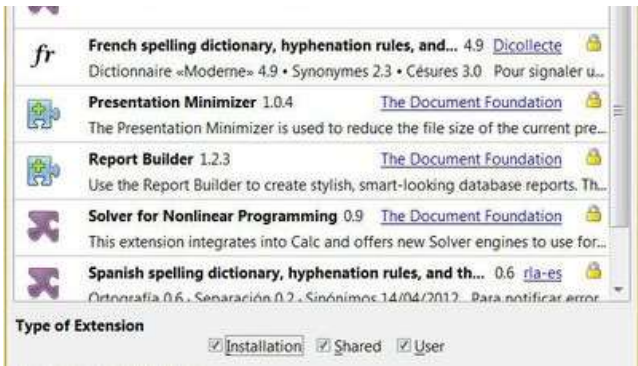 fr
French spelling dictionary, hyphenation rules, and... 4.9 Dicollecte
Dictionnaire «Moderne» 4.9 • Synonymes 2.3 • Césures 3.0 Pour signaler u...
Presentation Minimizer 1.0.4 The Document Foundation
The Presentation Minimizer is used to reduce the file size of the current pre...
Report Builder 1.2.3 The Document Foundation
Use the Report Builder to create stylish, smart-looking database reports. Th...
Solver for Nonlinear Programming 0.9 The Document Foundation
This extension integrates into Calc and offers new Solver engines to use for...
Spanish spelling dictionary, hyphenation rules, and th... 0.6 rla-es
Ortografía 0.6 . Separación 0.2 . Sinónimos 14/04/2012 Para notificar error
Type of Extension
Installation Shared User